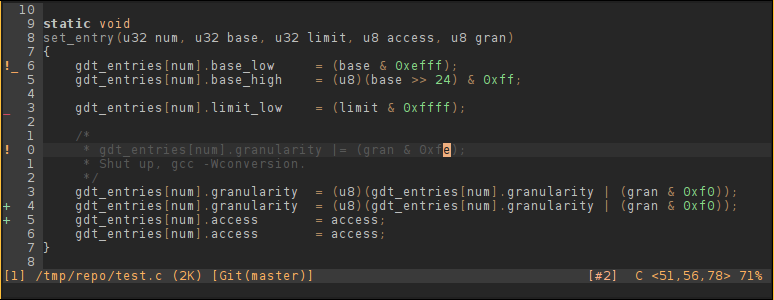 10
9 static void
8 set_entry(u32 num, u32 base, u32 limit, u8 access, u8 gran)
7 {
!_ 6     gdt_entries[num].base_low     = (base & 0xefff);
5     gdt_entries[num].base_high    = (u8)(base >> 24) & 0xff;
4
_ 3     gdt_entries[num].limit_low    = (limit & 0xffff);
2
1     /*
! 0      * gdt_entries[num].granularity |= (gran & 0xfe);
1      * Shut up, gcc -Wconversion.
2      */
3     gdt_entries[num].granularity  = (u8)(gdt_entries[num].granularity | (gran & 0xf0));
+ 4     gdt_entries[num].granularity  = (u8)(gdt_entries[num].granularity | (gran & 0xf0));
+ 5     gdt_entries[num].access       = access;
6     gdt_entries[num].access       = access;
7 }
8
[1] /tmp/repo/test.c (2K) [Git(master)] [#2] C <51,56,78> 71%